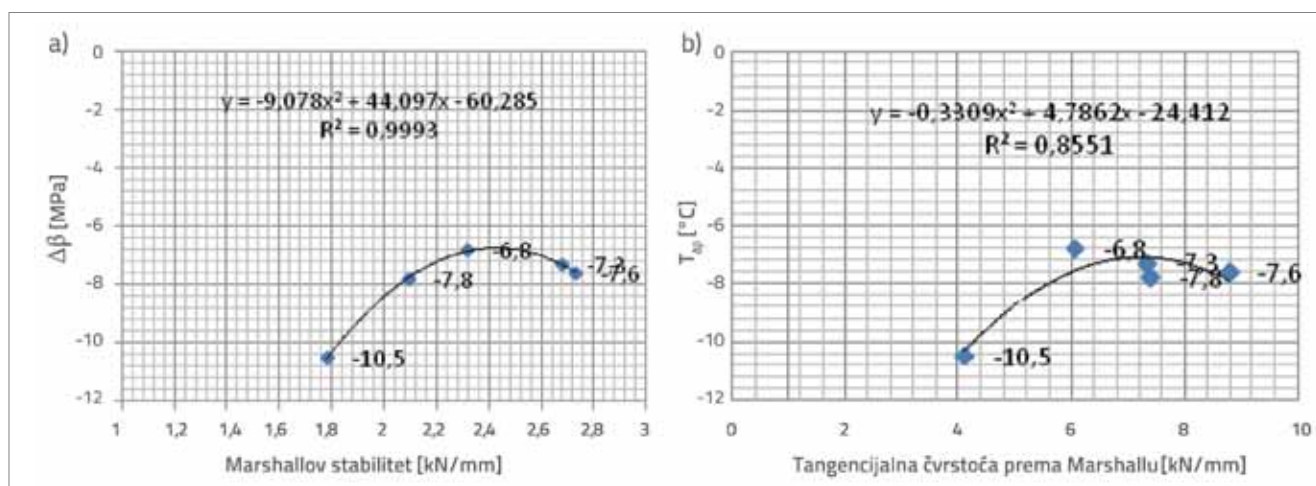 a)
0
-2
-4
-6
-8
-10
-12
Δβ [MPa]
y = -9,078x² + 44,097x - 60,285
R² = 0,9993
-10,5
-7,8
-6,8
-7,3
-7,6
1 1,2 1,4 1,6 1,8 2 2,2 2,4 2,6 2,8 3
Marshallov stabilitet [kN/mm]
b)
0
-2
-4
-6
-8
-10
-12
[°C]
y = -0,3309x² + 4,7862x - 24,412
R² = 0,8551
-10,5
-6,8
-7,3
-7,8
-7,6
0 2 4 6 8 10
Tangencijalna čvrstoća prema Marshallu [kN/mm]